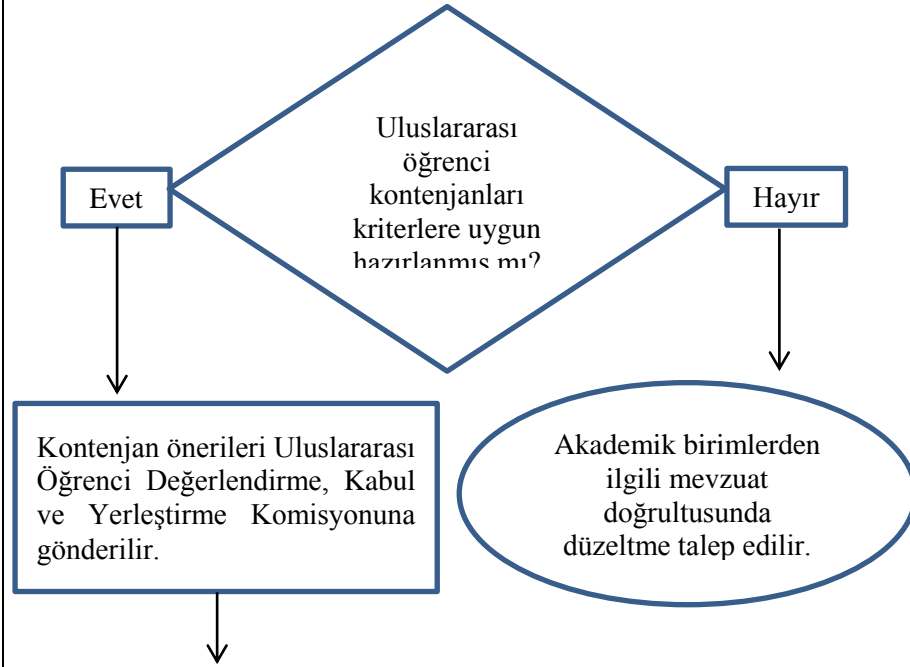 Uluslararası
öğrenci
kontenjanları
kriterlere uygun
hazırlanmış mı?
Evet
Hayır
Kontenjan önerileri Uluslararası
Öğrenci Değerlendirme, Kabul
ve Yerleştirme Komisyonuna
gönderilir.
Akademik birimlerden
ilgili mevzuat
doğrultusunda
düzeltme talep edilir.